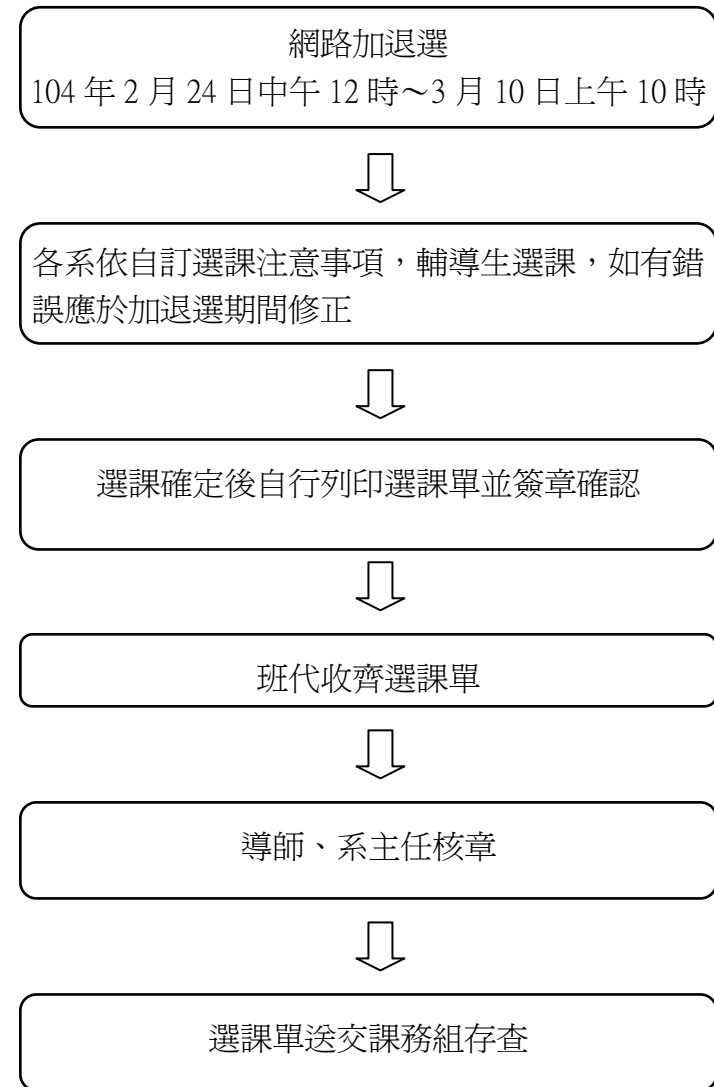 網路加退選
104 年 2 月 24 日中午 12 時～3 月 10 日上午 10 時
各系依自訂選課注意事項，輔導生選課，如有錯
誤應於加退選期間修正
選課確定後自行列印選課單並簽章確認
班代收齊選課單
導師、系主任核章
選課單送交課務組存查